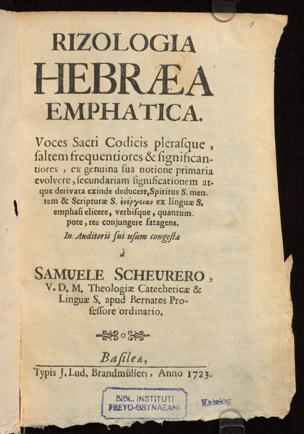 1
RIZOLOGIA
HEBRÆA
EMPHATICA.
Voces Sacri Codicis plerasque,
saltem frequentiores & significan-
tiores, ex genuina sua notione primaria
evolvere, secundariam significationem at-
que derivata exinde deducere, Spiritus S. men-
tem & Scripturæ S. ἐνέργειαν ex linguæ S.
emphasi elicere, verbisque, quantum
pote, res conjungere satagens.
In Auditorii sui usum congesta
à
SAMUELE SCHEURERO,
V. D. M. Theologiæ Catecheticæ &
Linguæ S. apud Bernates Pro-
fessore ordinario.
Basileæ,
Typis J. Lud. Brandmülleri, Anno 1723.
BIBL. INSTITUTI
FREYO-GRYNAEANI
Katalog